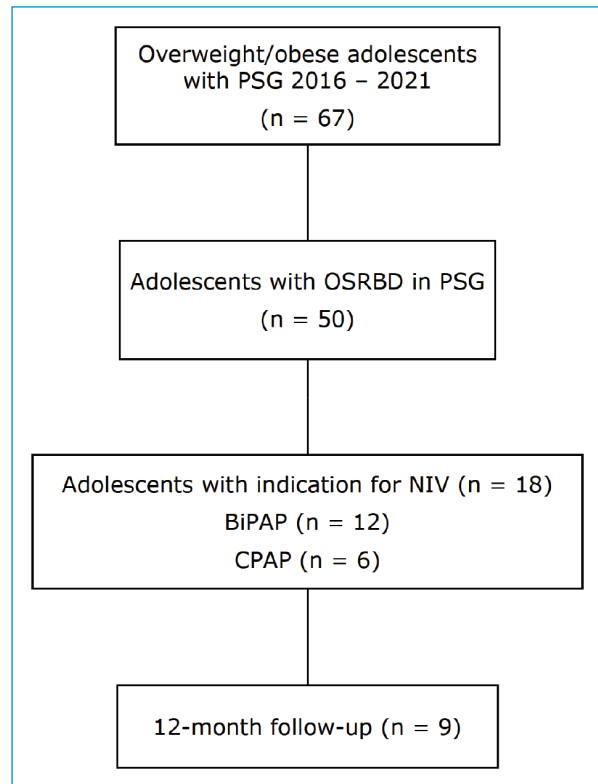 Overweight/obese adolescents
with PSG 2016 – 2021
(n = 67)
Adolescents with OSRBD in PSG
(n = 50)
Adolescents with indication for NIV (n = 18)
BiPAP (n = 12)
CPAP (n = 6)
12-month follow-up (n = 9)